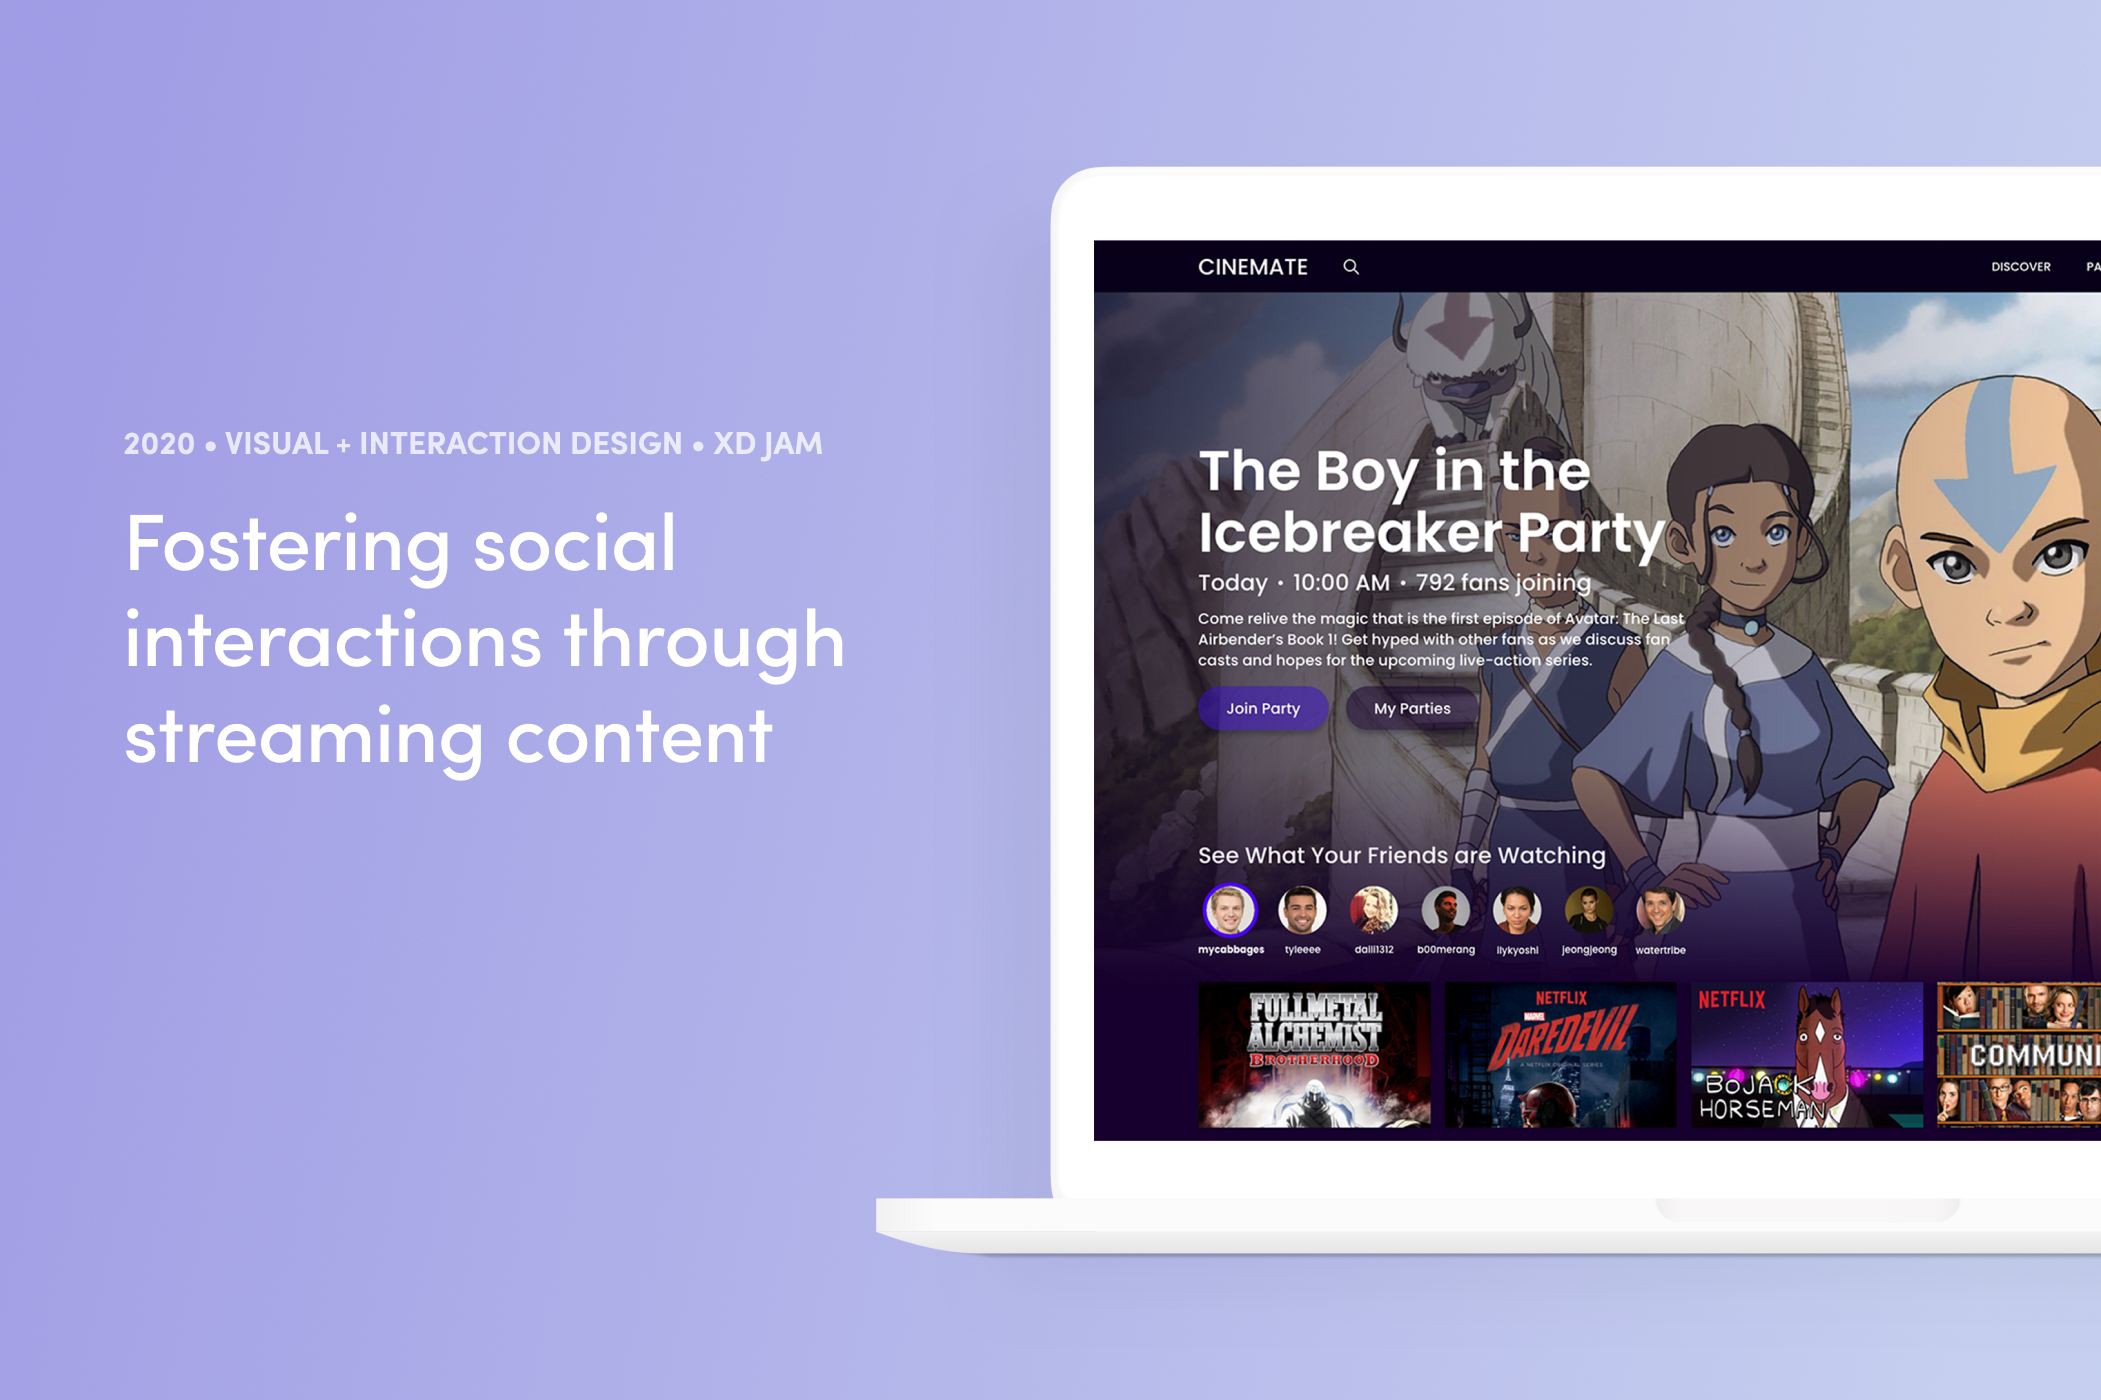 2020 • VISUAL + INTERACTION DESIGN • XD JAM
Fostering social
interactions through
streaming content
CINEMATE
DISCOVER
PA
The Boy in the
Icebreaker Party
Today • 10:00 AM • 792 fans joining
Come relive the magic that is the first episode of Avatar: The Last
Airbender's Book 1! Get hyped with other fans as we discuss fan
casts and hopes for the upcoming live-action series.
Join Party
My Parties
See What Your Friends are Watching
mycabbages
tyleeee
b00merang
ilykyoshi
jeongjeong
watertribe
FULLMETAL
ALCHEMIST
BROTHERHOOD
NETFLIX
MARVEL
DAREDEVIL
A NETFLIX ORIGINAL SERIES
NETFLIX
BOJACK
HORSEMAN
COMMUNI